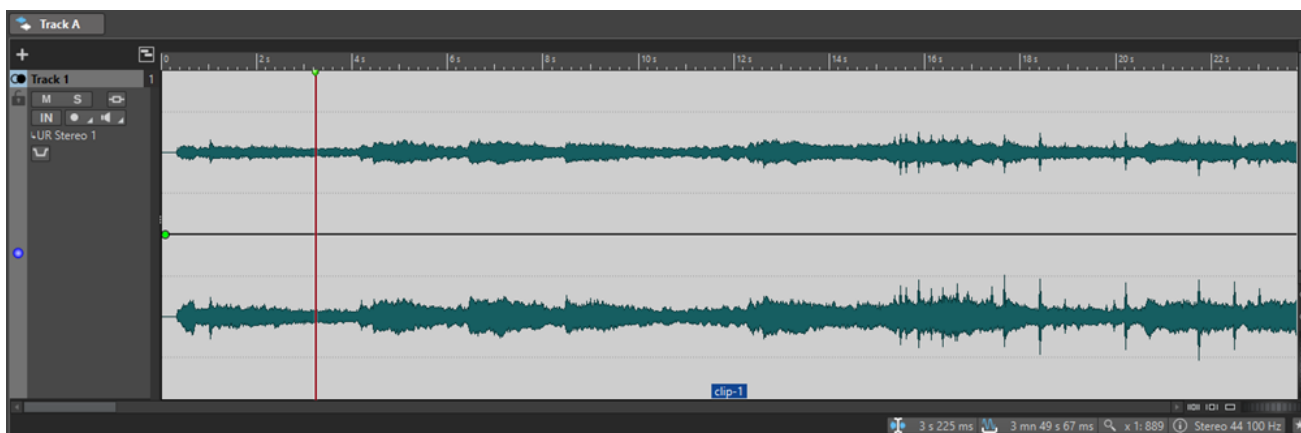 Track A
0 2 s 4 s 6 s 8 s 10 s 12 s 14 s 16 s 18 s 20 s 22 s
Track 1 1
M S
IN
UR Stereo 1
clip-1
3 s 225 ms 3 mn 49 s 67 ms x 1: 889 Stereo 44 100 Hz